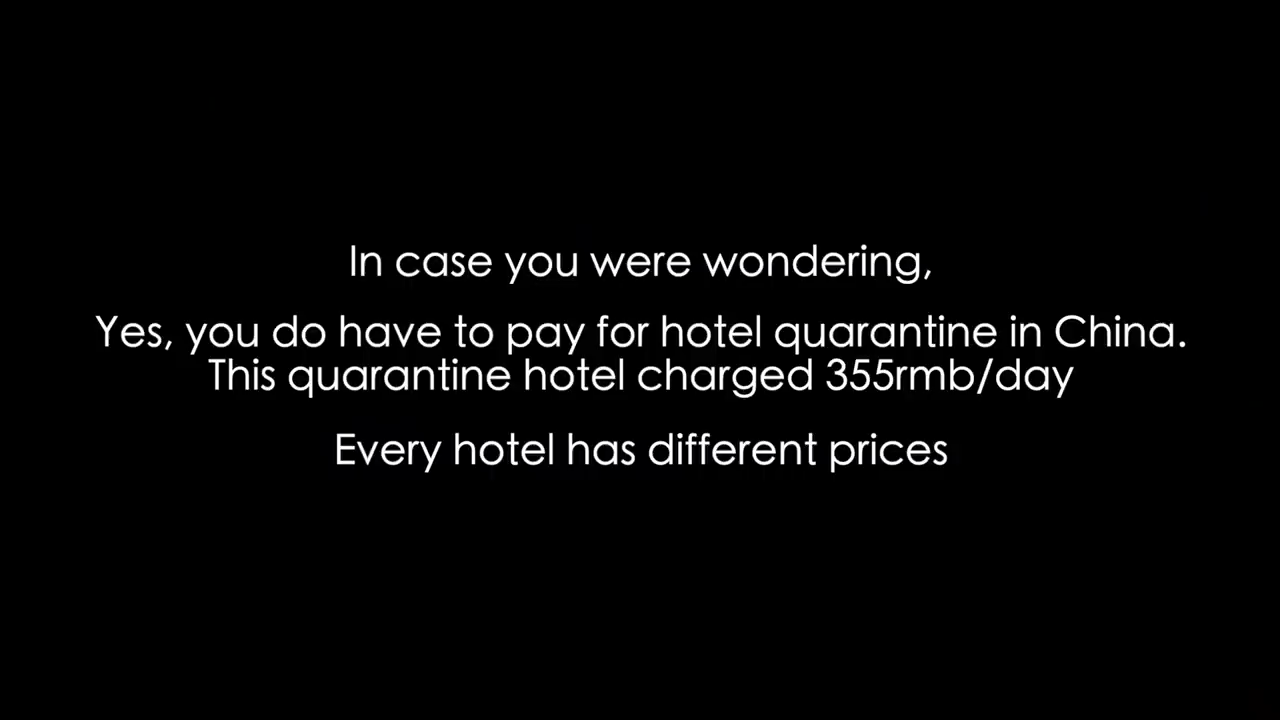 In case you were wondering,
Yes, you do have to pay for hotel quarantine in China.
This quarantine hotel charged 355rmb/day
Every hotel has different prices